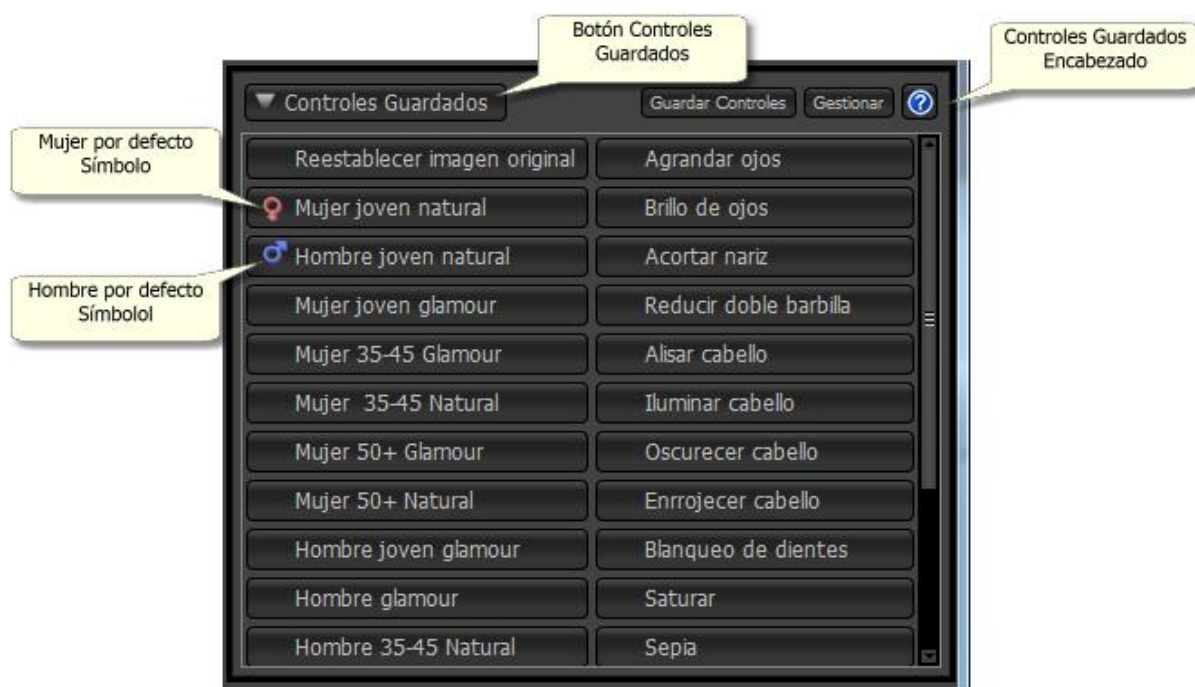 Botón Controles
Guardados
Controles Guardados
Encabezado
Controles Guardados
Guardar Controles
Gestionar
?
Mujer por defecto
Símbolo
Hombre por defecto
Símbolol
Reestablecer imagen original
Agrandar ojos
Mujer joven natural
Brillo de ojos
Hombre joven natural
Acortar nariz
Mujer joven glamour
Reducir doble barbilla
Mujer 35-45 Glamour
Alisar cabello
Mujer  35-45 Natural
Iluminar cabello
Mujer 50+ Glamour
Oscurecer cabello
Mujer 50+ Natural
Enrrojecer cabello
Hombre joven glamour
Blanqueo de dientes
Hombre glamour
Saturar
Hombre 35-45 Natural
Sepia